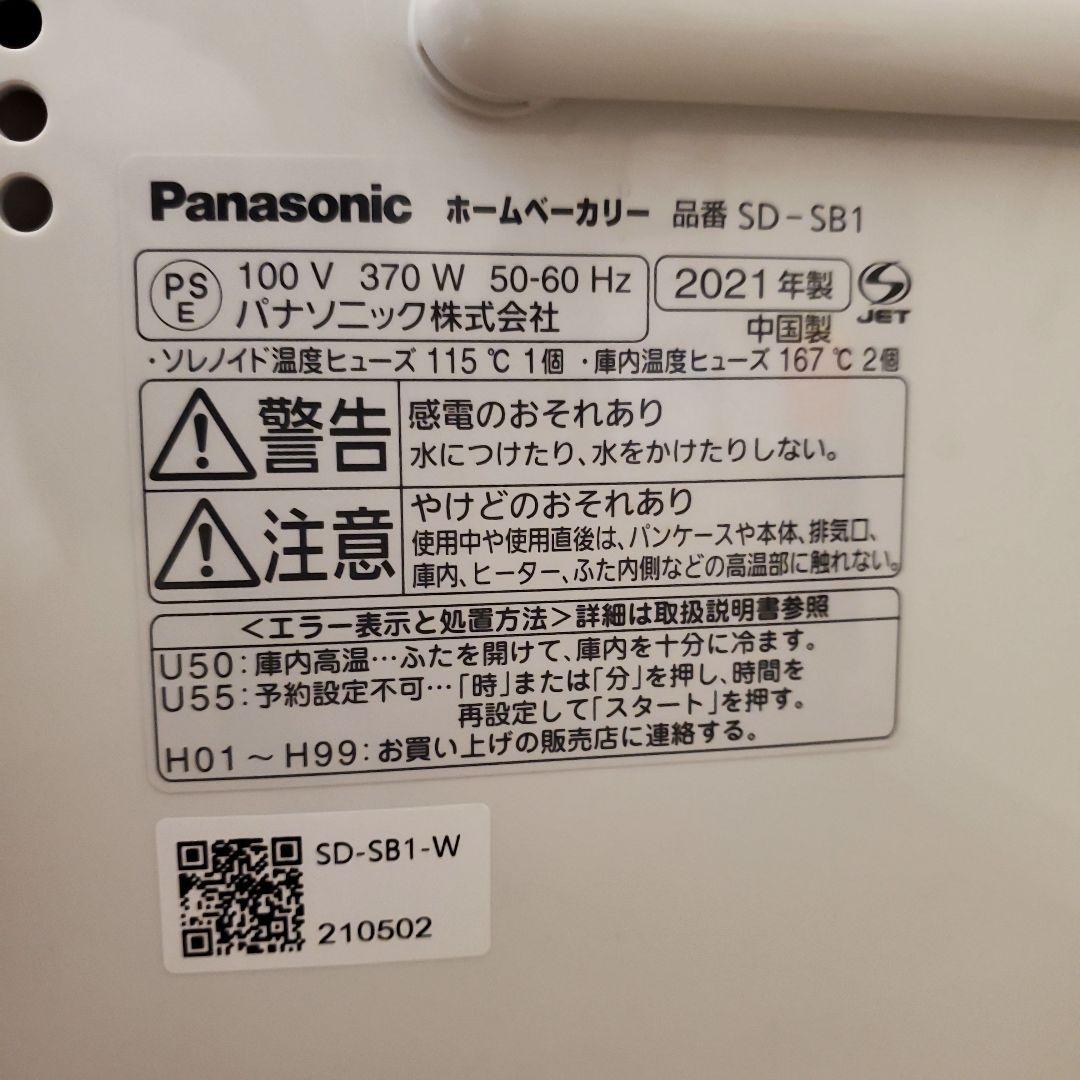 Panasonic ホームベーカリー 品番 SD-SB1
PSE 100 V 370 W 50-60 Hz 2021 年製 JET
パナソニック株式会社 中国製
・ソレノイド温度ヒューズ 115 ℃ 1個 ・庫内温度ヒューズ 167 ℃ 2個
警告 感電のおそれあり
水につけたり、水をかけたりしない。
注意 やけどのおそれあり
使用中や使用直後は、パンケースや本体、排気口、
庫内、ヒーター、ふた内側などの高温部に触れない。
<エラー表示と処置方法>詳細は取扱説明書参照
U50:庫内高温…ふたを開けて、庫内を十分に冷ます。
U55:予約設定不可…「時」または「分」を押し、時間を
再設定して「スタート」を押す。
H01~H99:お買い上げの販売店に連絡する。
SD-SB1-W
210502